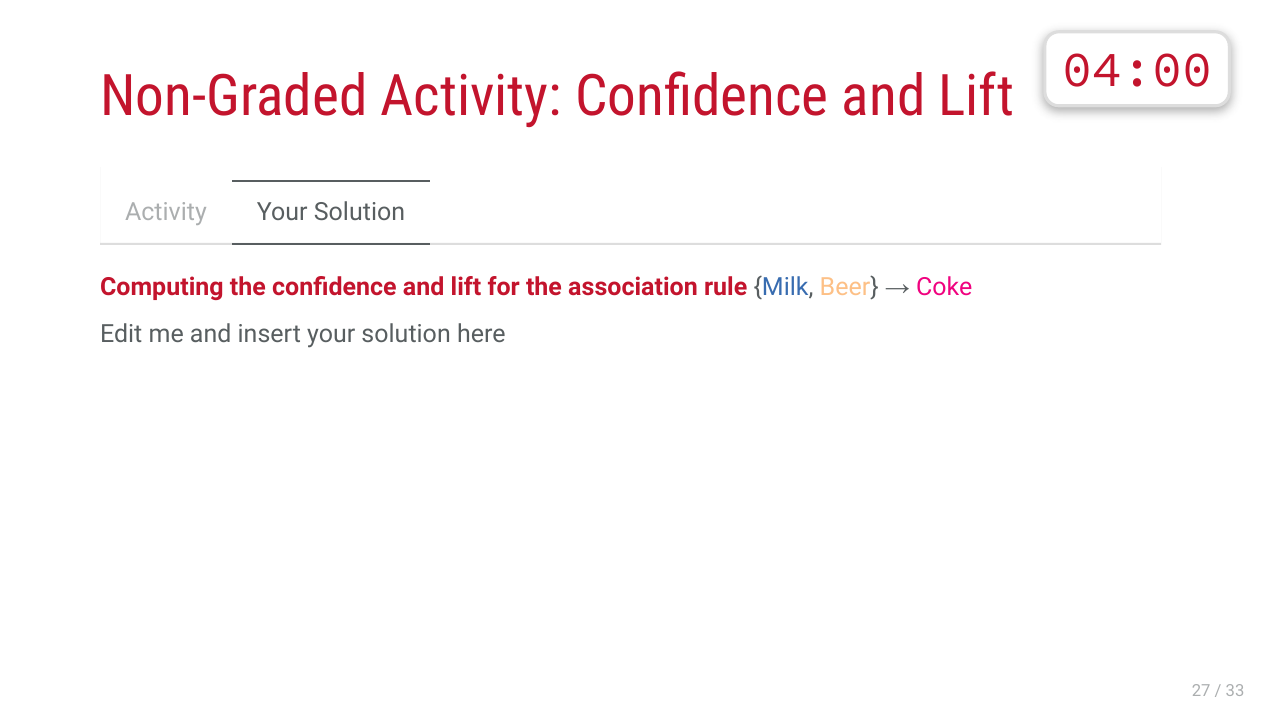 Non-Graded Activity: Confidence and Lift
04:00
Activity
Your Solution
Computing the confidence and lift for the association rule {Milk, Beer} → Coke
Edit me and insert your solution here
27 / 33